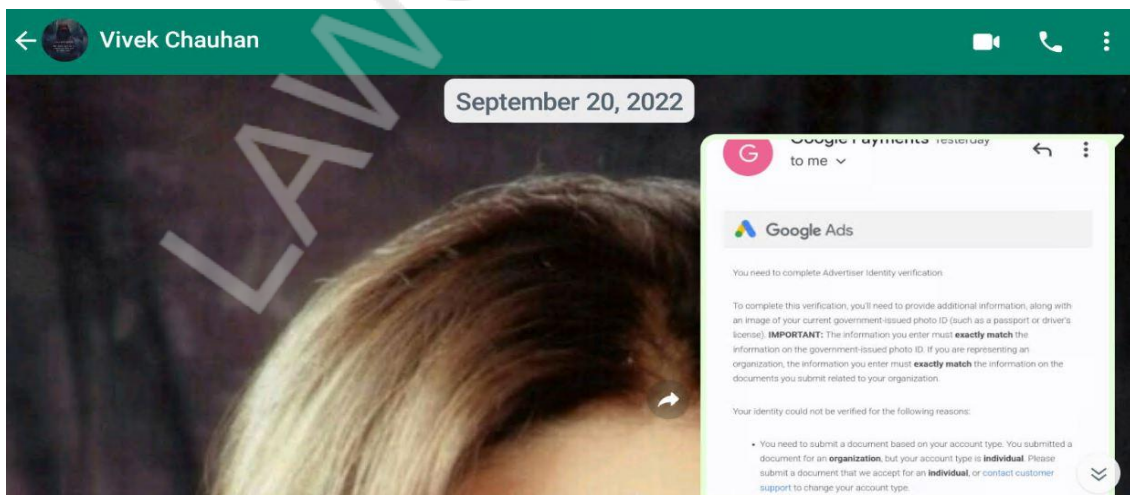 Vivek Chauhan
September 20, 2022
Google Payments Yesterday
to me
G
Google Ads
You need to complete Advertiser Identity verification
To complete this verification, you'll need to provide additional information, along with
an image of your current government-issued photo ID (such as a passport or driver's
license). IMPORTANT: The information you enter must exactly match the
information on the government-issued photo ID. If you are representing an
organization, the information you enter must exactly match the information on the
documents you submit related to your organization.
Your identity could not be verified for the following reasons:
• You need to submit a document based on your account type. You submitted a
document for an organization, but your account type is individual. Please
submit a document that we accept for an individual, or contact customer
support to change your account type.
LAW